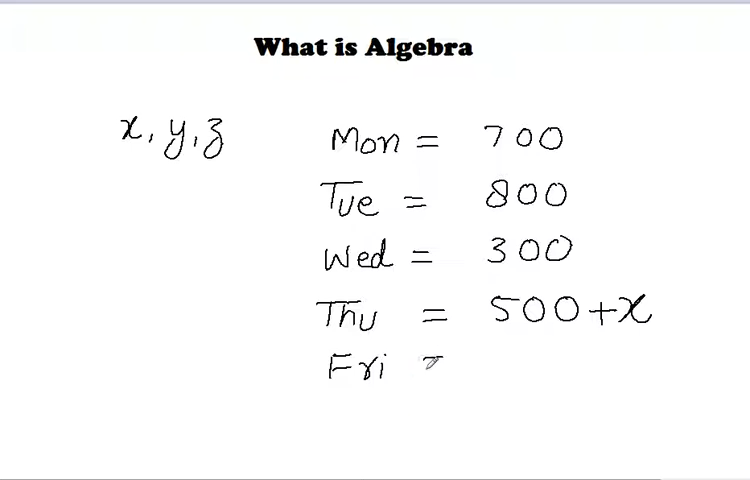 What is Algebra
x, y, z
Mon = 700
Tue = 800
Wed = 300
Thu = 500+x
Fri =